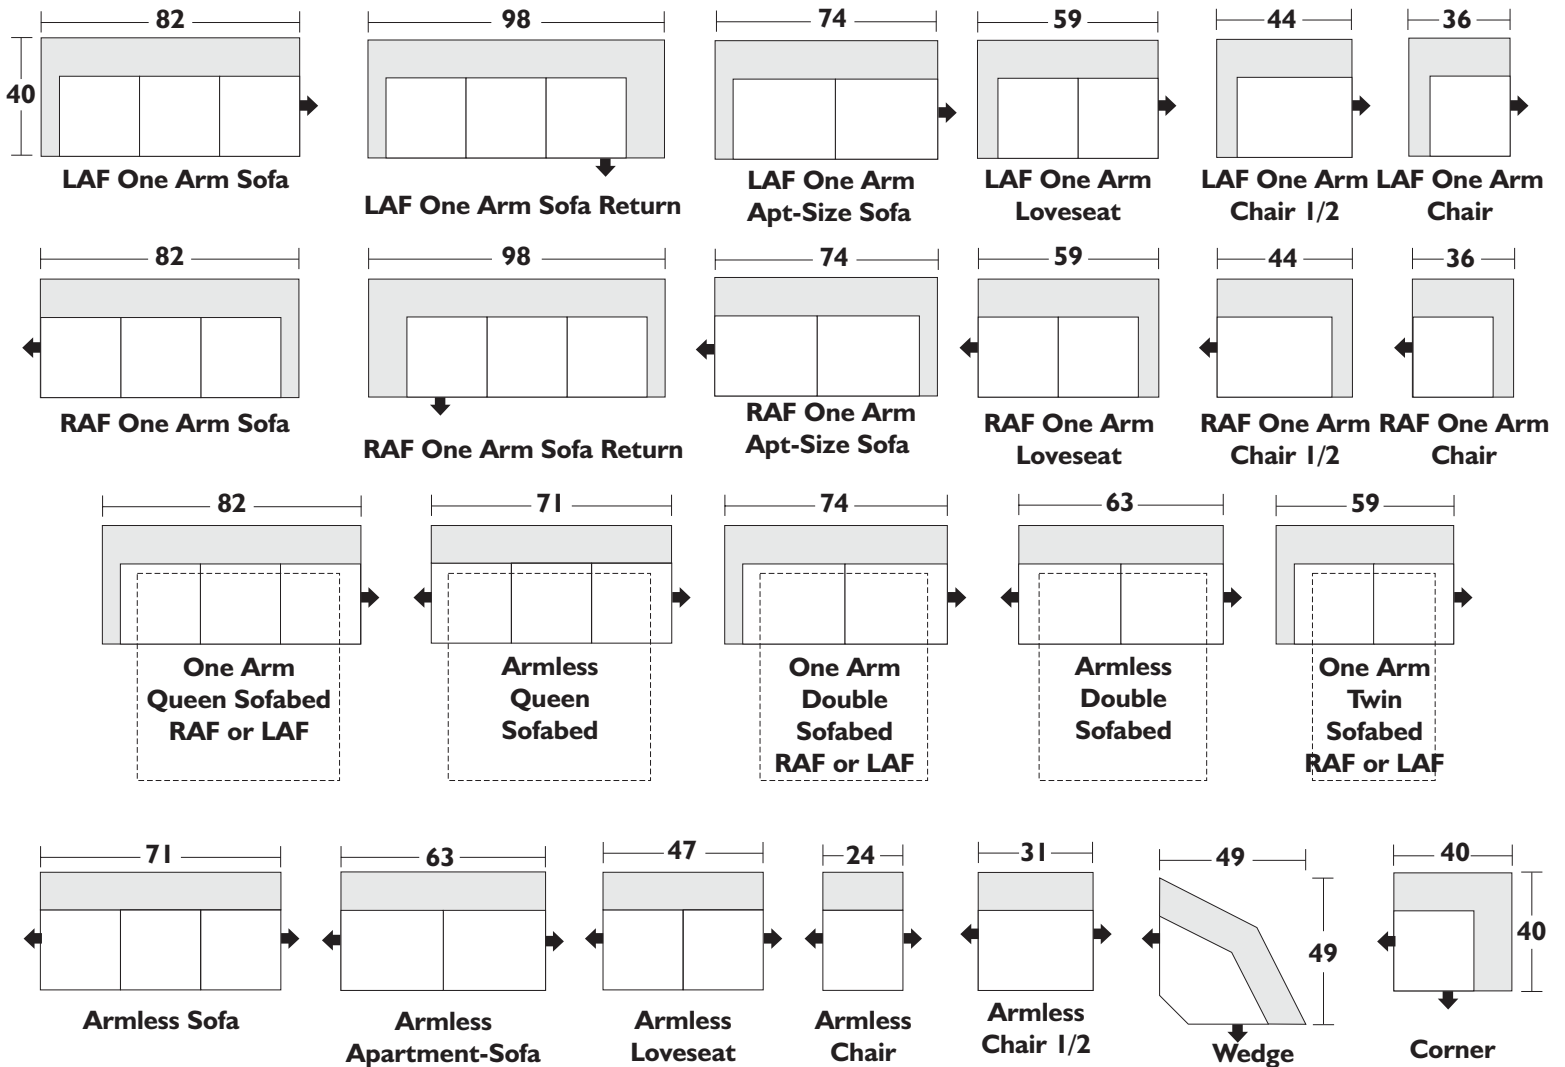 82
98
74
59
44
36
40
LAF One Arm Sofa
LAF One Arm Sofa Return
LAF One Arm
Apt-Size Sofa
LAF One Arm
Loveseat
LAF One Arm
Chair 1/2
LAF One Arm
Chair
82
98
74
59
44
36
RAF One Arm Sofa
RAF One Arm Sofa Return
RAF One Arm
Apt-Size Sofa
RAF One Arm
Loveseat
RAF One Arm
Chair 1/2
RAF One Arm
Chair
82
71
74
63
59
One Arm
Queen Sofabed
RAF or LAF
Armless
Queen
Sofabed
One Arm
Double
Sofabed
RAF or LAF
Armless
Double
Sofabed
One Arm
Twin
Sofabed
RAF or LAF
71
63
47
24
31
49
40
49
40
Armless Sofa
Armless
Apartment-Sofa
Armless
Loveseat
Armless
Chair
Armless
Chair 1/2
Wedge
Corner